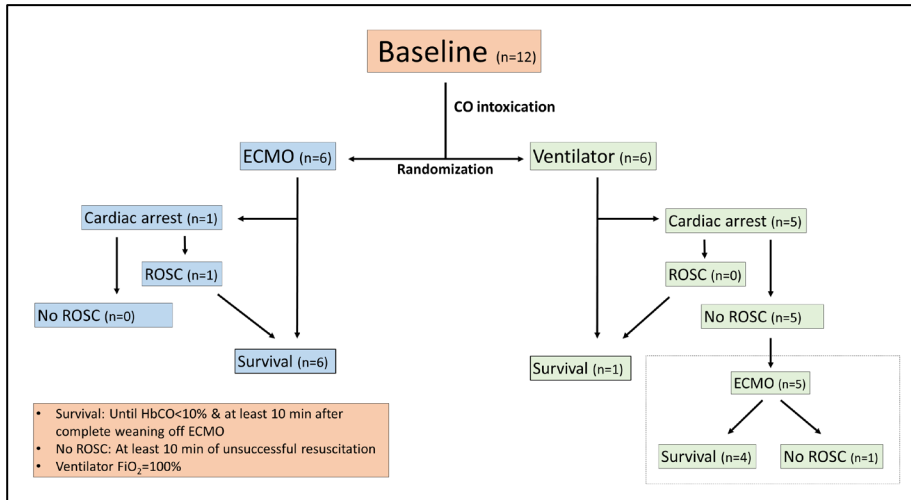 Baseline (n=12)
CO intoxication
ECMO (n=6)
Ventilator (n=6)
Randomization
Cardiac arrest (n=1)
Cardiac arrest (n=5)
ROSC (n=1)
ROSC (n=0)
No ROSC (n=0)
No ROSC (n=5)
Survival (n=6)
Survival (n=1)
ECMO (n=5)
Survival (n=4)
No ROSC (n=1)
• Survival: Until HbCO<10% & at least 10 min after
complete weaning off ECMO
• No ROSC: At least 10 min of unsuccessful resuscitation
• Ventilator FiO₂=100%